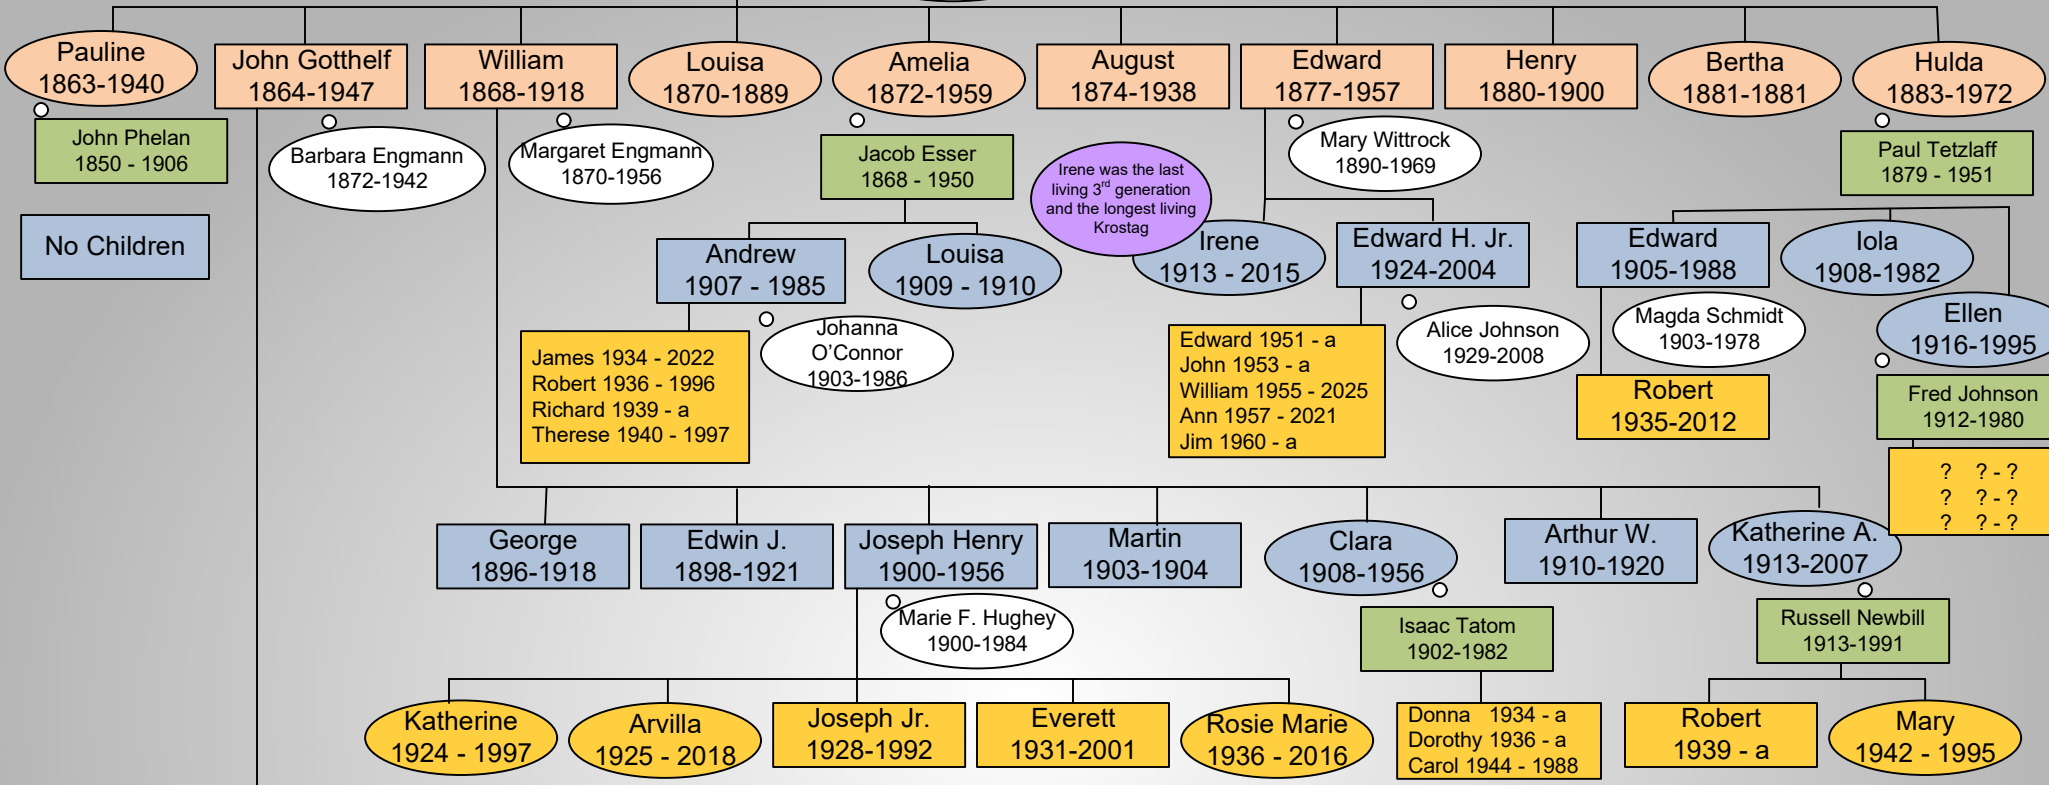 Pauline
1863-1940
John Gotthelf
1864-1947
William
1868-1918
Louisa
1870-1889
Amelia
1872-1959
August
1874-1938
Edward
1877-1957
Henry
1880-1900
Bertha
1881-1881
Hulda
1883-1972
John Phelan
1850 - 1906
Barbara Engmann
1872-1942
Margaret Engmann
1870-1956
Jacob Esser
1868 - 1950
Mary Wittrock
1890-1969
Paul Tetzlaff
1879 - 1951
No Children
Irene was the last
living 3rd generation
and the longest living
Krostag
Andrew
1907 - 1985
Louisa
1909 - 1910
Irene
1913 - 2015
Edward H. Jr.
1924-2004
Edward
1905-1988
Iola
1908-1982
Ellen
1916-1995
Johanna
O’Connor
1903-1986
Alice Johnson
1929-2008
Magda Schmidt
1903-1978
Fred Johnson
1912-1980
James 1934 - 2022
Robert 1936 - 1996
Richard 1939 - a
Therese 1940 - 1997
Edward 1951 - a
John 1953 - a
William 1955 - 2025
Ann 1957 - 2021
Jim 1960 - a
Robert
1935-2012
? ? - ?
? ? - ?
? ? - ?
George
1896-1918
Edwin J.
1898-1921
Joseph Henry
1900-1956
Martin
1903-1904
Clara
1908-1956
Arthur W.
1910-1920
Katherine A.
1913-2007
Marie F. Hughey
1900-1984
Isaac Tatom
1902-1982
Russell Newbill
1913-1991
Katherine
1924 - 1997
Arvilla
1925 - 2018
Joseph Jr.
1928-1992
Everett
1931-2001
Rosie Marie
1936 - 2016
Donna 1934 - a
Dorothy 1936 - a
Carol 1944 - 1988
Robert
1939 - a
Mary
1942 - 1995